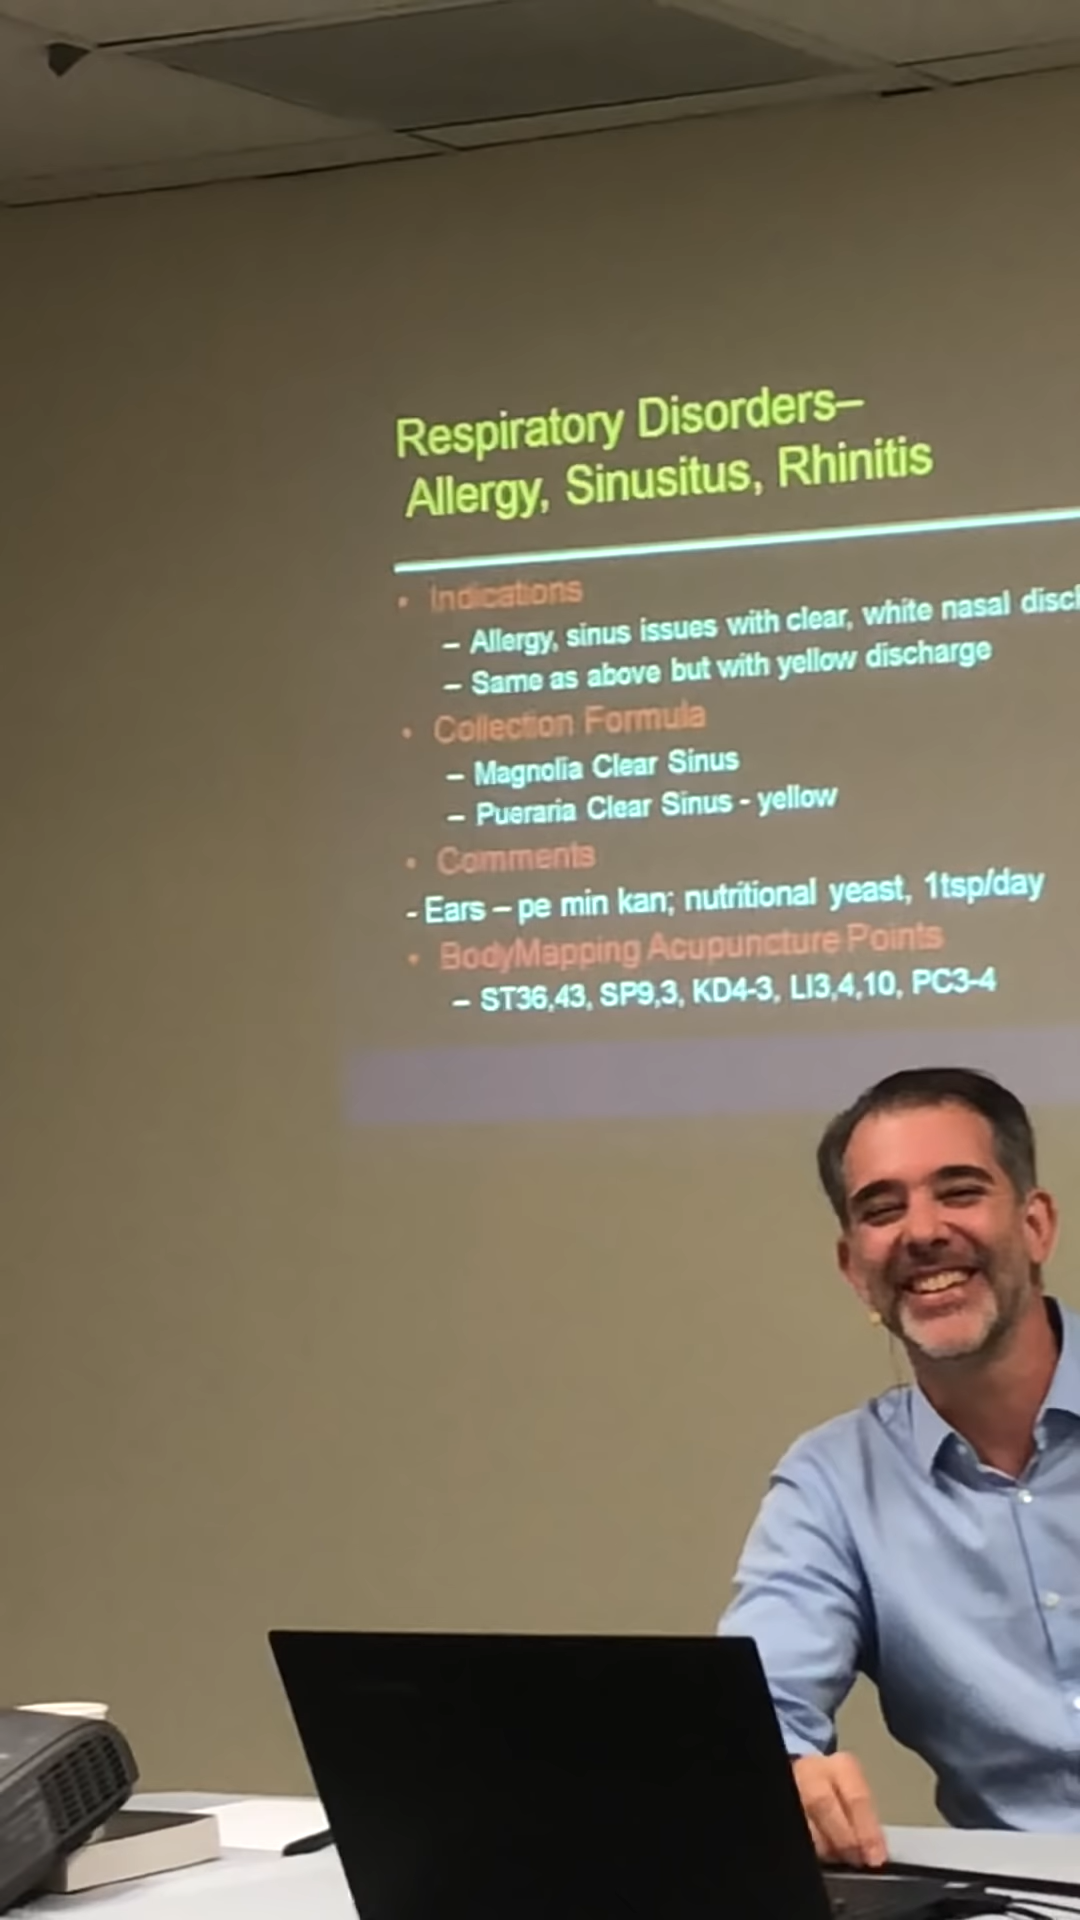 Respiratory Disorders–
Allergy, Sinusitus, Rhinitis
• Indications
– Allergy, sinus issues with clear, white nasal
– Same as above but with yellow discharge
• Collection Formula
– Magnolia Clear Sinus
– Pueraria Clear Sinus - yellow
• Comments
- Ears – pe min kan; nutritional yeast, 1tsp/day
• BodyMapping Acupuncture Points
– ST36,43, SP9,3, KD4-3, LI3,4,10, PC3-4